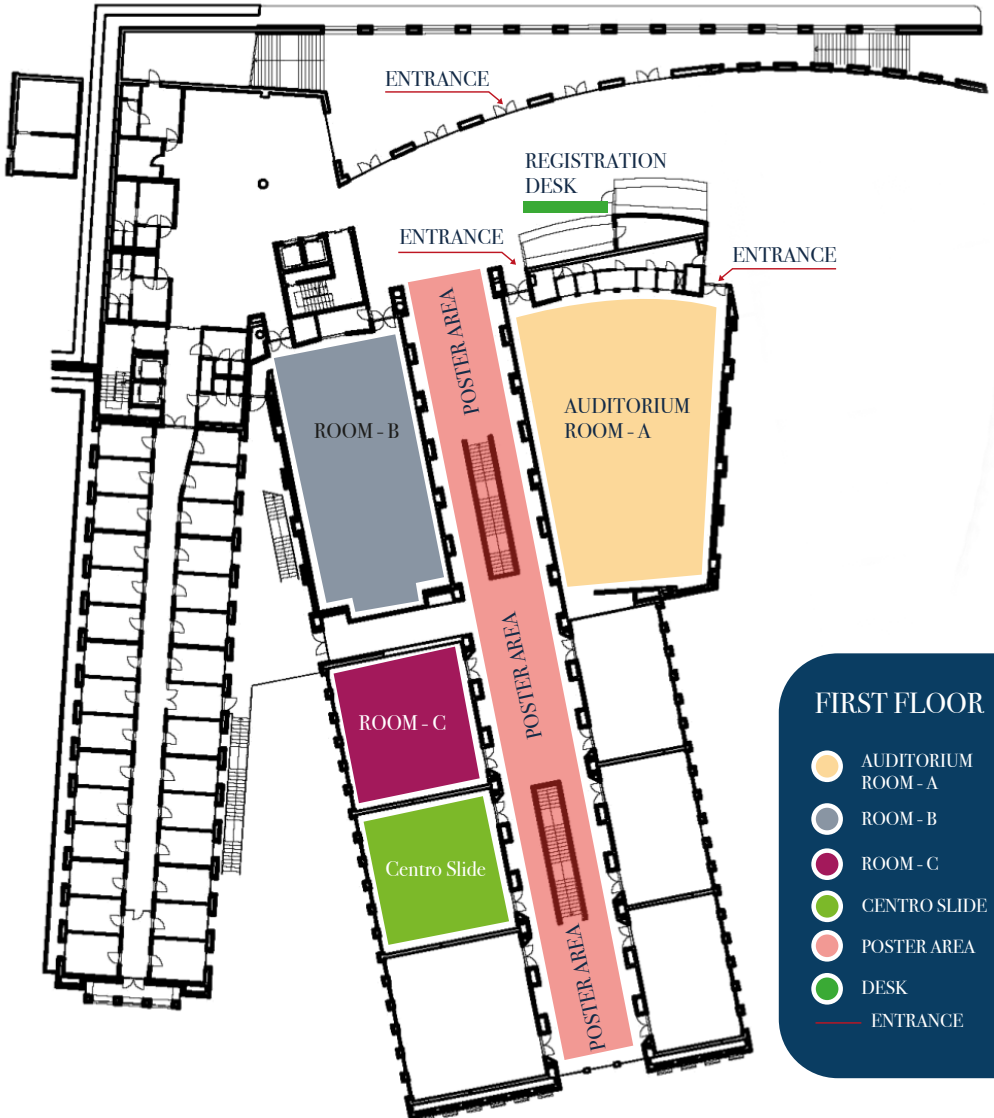 ENTRANCE
REGISTRATION
DESK
ENTRANCE
ENTRANCE
POSTER AREA
AUDITORIUM
ROOM - A
ROOM - B
POSTER AREA
ROOM - C
Centro Slide
POSTER AREA
FIRST FLOOR
AUDITORIUM
ROOM - A
ROOM - B
ROOM - C
CENTRO SLIDE
POSTER AREA
DESK
ENTRANCE